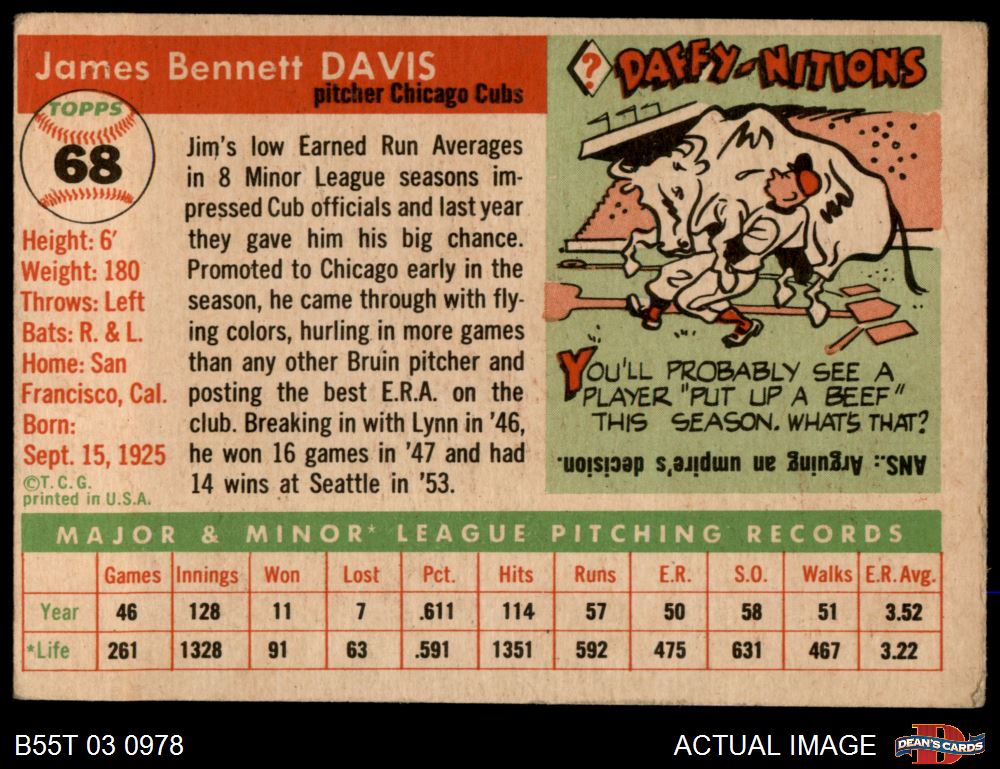 James Bennett DAVIS
pitcher Chicago Cubs
TOPPS
68
Height: 6'
Weight: 180
Throws: Left
Bats: R. & L.
Home: San
Francisco, Cal.
Born:
Sept. 15, 1925
©T. C. G.
printed in U.S.A.
Jim's low Earned Run Averages
in 8 Minor League seasons im-
pressed Cub officials and last year
they gave him his big chance.
Promoted to Chicago early in the
season, he came through with fly-
ing colors, hurling in more games
than any other Bruin pitcher and
posting the best E.R.A. on the
club. Breaking in with Lynn in '46,
he won 16 games in '47 and had
14 wins at Seattle in '53.
?
DAFFY-NITIONS
YOU'LL PROBABLY SEE A
PLAYER "PUT UP A BEEF"
THIS SEASON. WHAT'S THAT?
ANS.: Arguing an umpire's decision.
MAJOR & MINOR* LEAGUE PITCHING RECORDS
Games Innings Won Lost Pct. Hits Runs E.R. S.O. Walks E.R. Avg.
Year 46 128 11 7 .611 114 57 50 58 51 3.52
*Life 261 1328 91 63 .591 1351 592 475 631 467 3.22
B55T 03 0978
ACTUAL IMAGE
D
DEAN'S CARDS